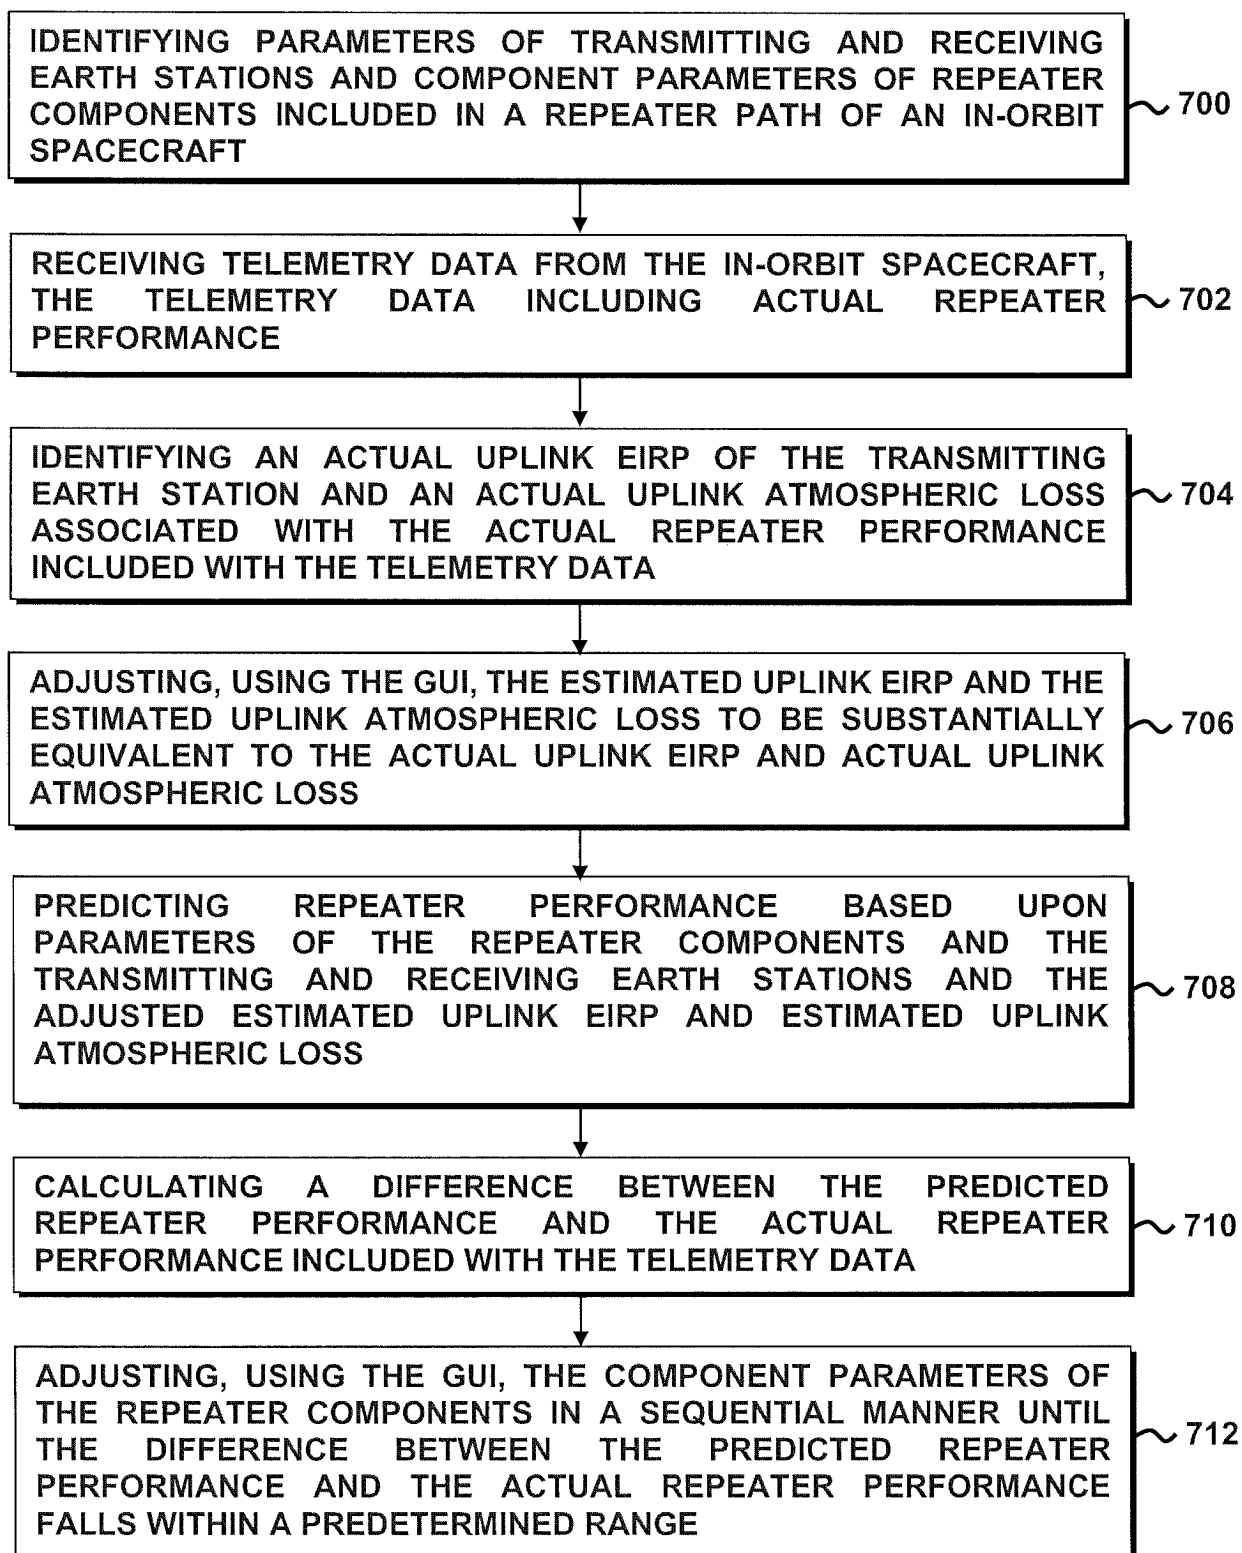 IDENTIFYING PARAMETERS OF TRANSMITTING AND RECEIVING
EARTH STATIONS AND COMPONENT PARAMETERS OF REPEATER
COMPONENTS INCLUDED IN A REPEATER PATH OF AN IN-ORBIT
SPACECRAFT
700
RECEIVING TELEMETRY DATA FROM THE IN-ORBIT SPACECRAFT,
THE TELEMETRY DATA INCLUDING ACTUAL REPEATER
PERFORMANCE
702
IDENTIFYING AN ACTUAL UPLINK EIRP OF THE TRANSMITTING
EARTH STATION AND AN ACTUAL UPLINK ATMOSPHERIC LOSS
ASSOCIATED WITH THE ACTUAL REPEATER PERFORMANCE
INCLUDED WITH THE TELEMETRY DATA
704
ADJUSTING, USING THE GUI, THE ESTIMATED UPLINK EIRP AND THE
ESTIMATED UPLINK ATMOSPHERIC LOSS TO BE SUBSTANTIALLY
EQUIVALENT TO THE ACTUAL UPLINK EIRP AND ACTUAL UPLINK
ATMOSPHERIC LOSS
706
PREDICTING REPEATER PERFORMANCE BASED UPON
PARAMETERS OF THE REPEATER COMPONENTS AND THE
TRANSMITTING AND RECEIVING EARTH STATIONS AND THE
ADJUSTED ESTIMATED UPLINK EIRP AND ESTIMATED UPLINK
ATMOSPHERIC LOSS
708
CALCULATING A DIFFERENCE BETWEEN THE PREDICTED
REPEATER PERFORMANCE AND THE ACTUAL REPEATER
PERFORMANCE INCLUDED WITH THE TELEMETRY DATA
710
ADJUSTING, USING THE GUI, THE COMPONENT PARAMETERS OF
THE REPEATER COMPONENTS IN A SEQUENTIAL MANNER UNTIL
THE DIFFERENCE BETWEEN THE PREDICTED REPEATER
PERFORMANCE AND THE ACTUAL REPEATER PERFORMANCE
FALLS WITHIN A PREDETERMINED RANGE
712